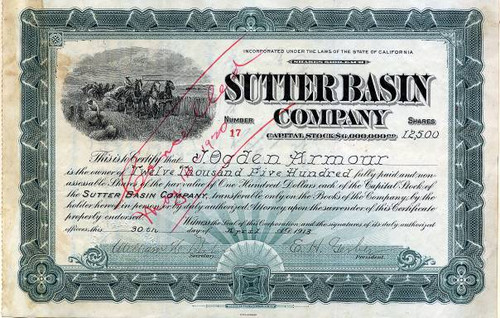 INCORPORATED UNDER THE LAWS OF THE STATE OF CALIFORNIA
SHARES $100 EACH
SUTTER BASIN
COMPANY
NUMBER
17
SHARES
12,500
CAPITAL STOCK $6,000,000.00
This is to Certify that J. Ogden Armour
is the owner of Twelve Thousand Five Hundred fully paid and non-
assessable Shares of the par value of One Hundred Dollars each of the Capital Stock of
the SUTTER BASIN COMPANY, transferable only on the Books of the Company by the
holder hereof in person or by duly authorized Attorney upon the surrender of this Certificate
properly endorsed.
Witness the Seal of the Corporation and the signatures of its duly authorized
officers, this 30th day of April A.D. 1913
Secretary.
President.
Cancelled
1920